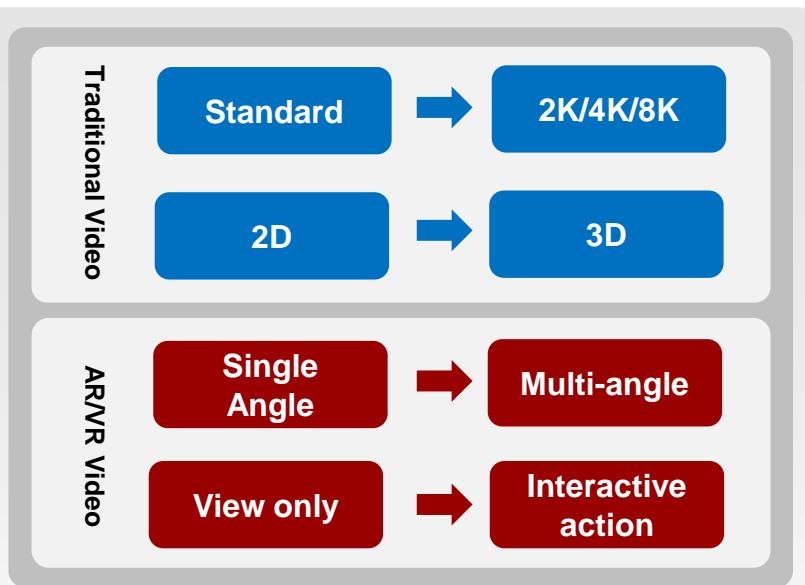 Traditional Video
Standard
2K/4K/8K
2D
3D
AR/VR Video
Single
Angle
Multi-angle
View only
Interactive
action